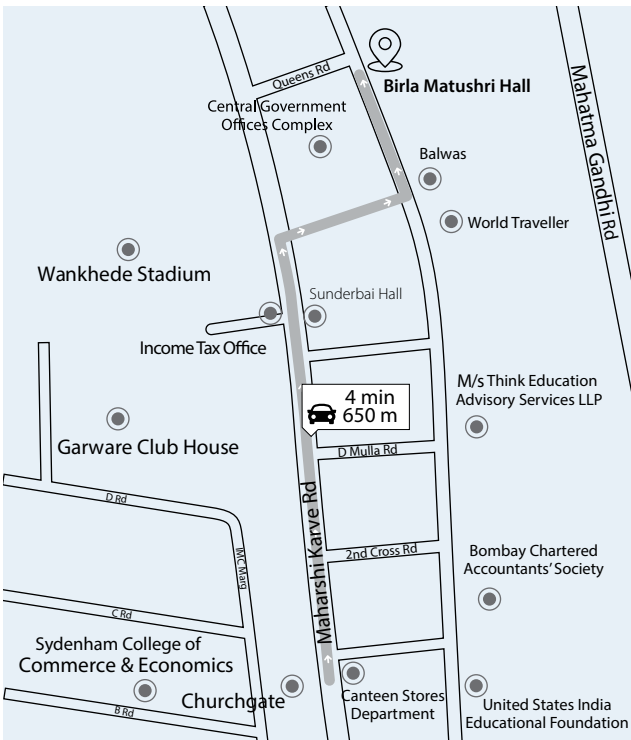 Queens Rd
Birla Matushri Hall
Central Government
Offices Complex
Balwas
World Traveller
Mahatma Gandhi Rd
Wankhede Stadium
Sunderbai Hall
Income Tax Office
4 min
650 m
M/s Think Education
Advisory Services LLP
Garware Club House
D Mulla Rd
Maharshi Karve Rd
D Rd
IMC Marg
2nd Cross Rd
Bombay Chartered
Accountants' Society
C Rd
Sydenham College of
Commerce & Economics
Churchgate
Canteen Stores
Department
B Rd
United States India
Educational Foundation